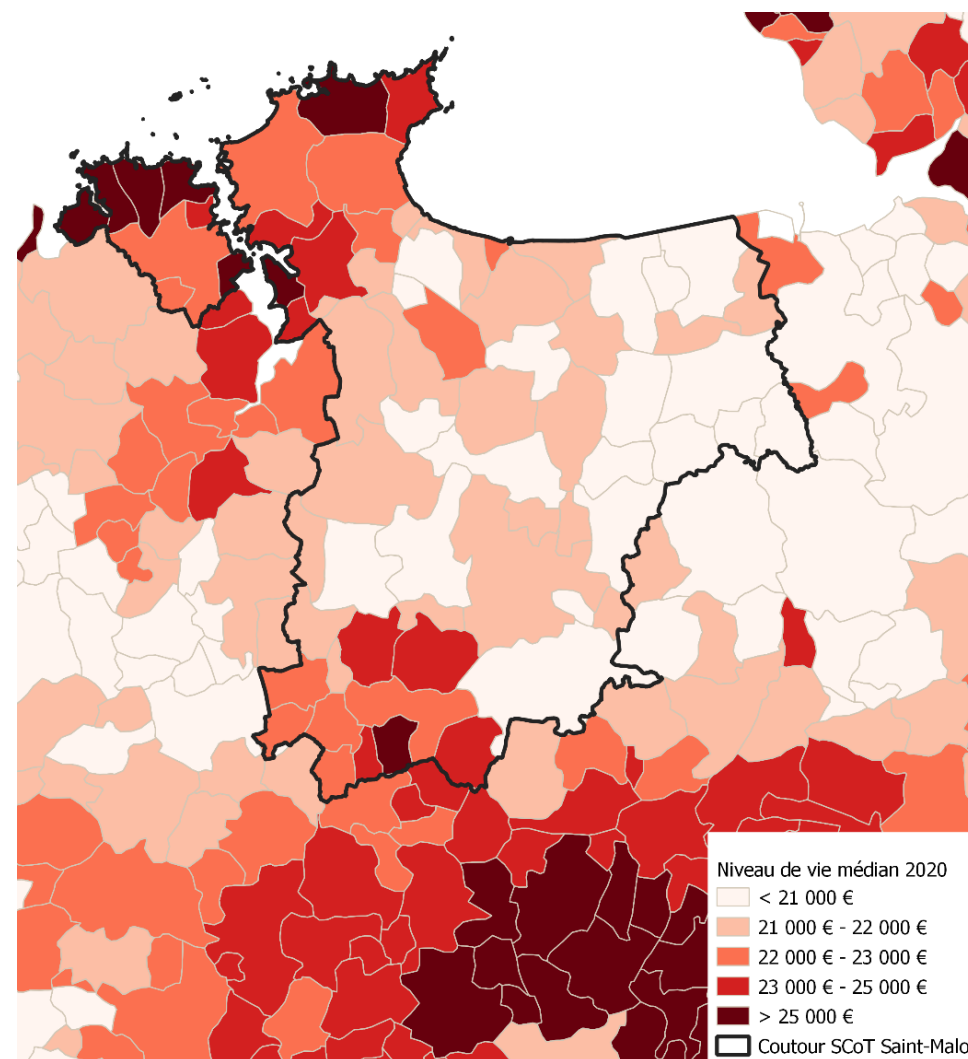 Niveau de vie médian 2020
< 21 000 €
21 000 € - 22 000 €
22 000 € - 23 000 €
23 000 € - 25 000 €
> 25 000 €
Coutour SCoT Saint-Malo